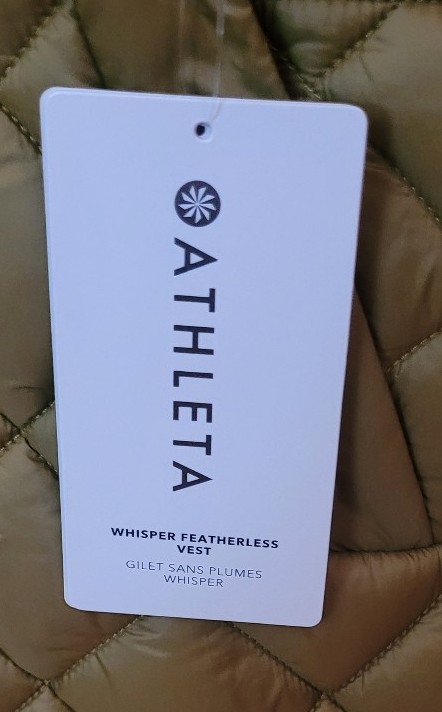 ATHLETA
WHISPER FEATHERLESS
VEST
GILET SANS PLUMES
WHISPER